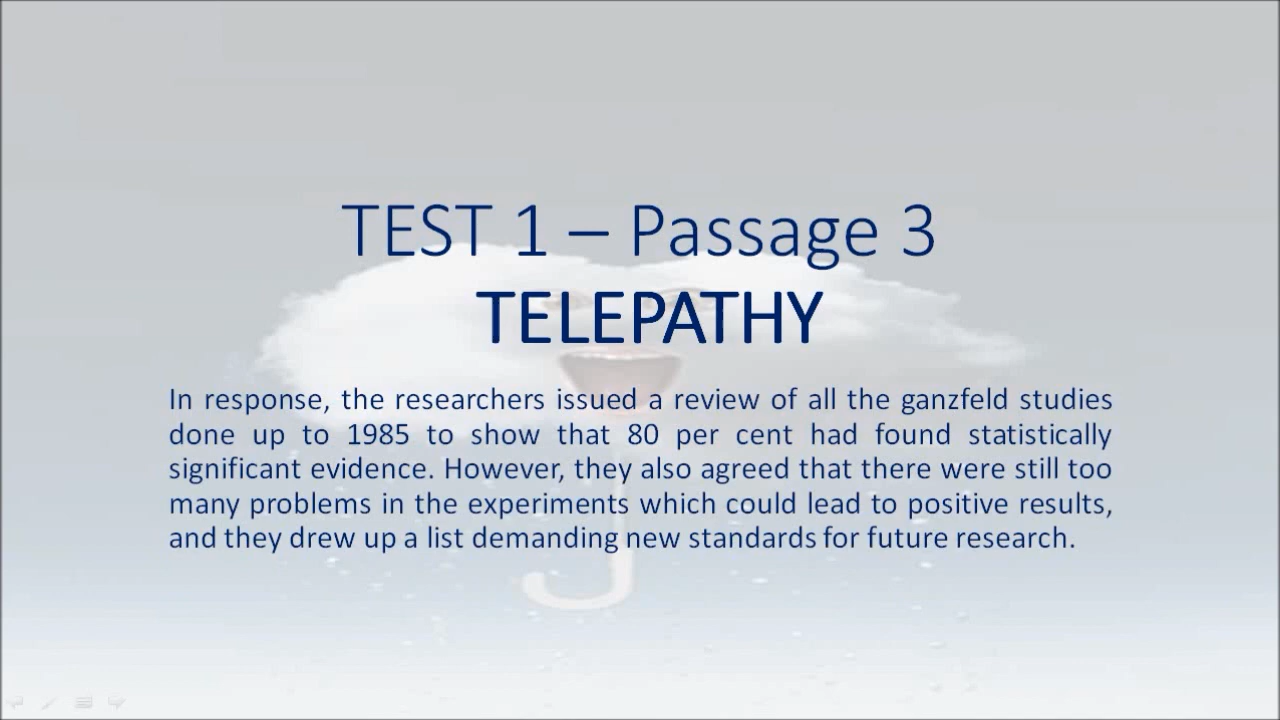 TEST 1 – Passage 3
TELEPATHY
In response, the researchers issued a review of all the ganzfeld studies
done up to 1985 to show that 80 per cent had found statistically
significant evidence. However, they also agreed that there were still too
many problems in the experiments which could lead to positive results,
and they drew up a list demanding new standards for future research.